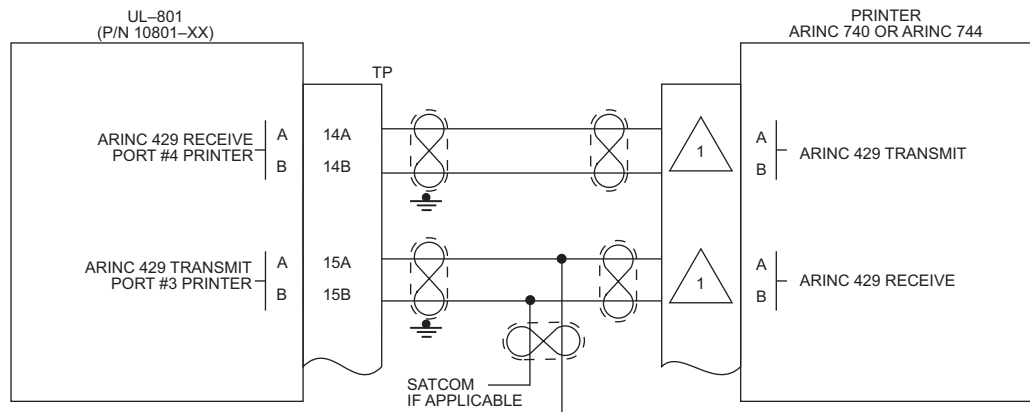 UL–801
(P/N 10801–XX)
PRINTER
ARINC 740 OR ARINC 744
TP
ARINC 429 RECEIVE
PORT #4 PRINTER
A
B
14A
14B
1
A
B
ARINC 429 TRANSMIT
ARINC 429 TRANSMIT
PORT #3 PRINTER
A
B
15A
15B
1
A
B
ARINC 429 RECEIVE
SATCOM
IF APPLICABLE